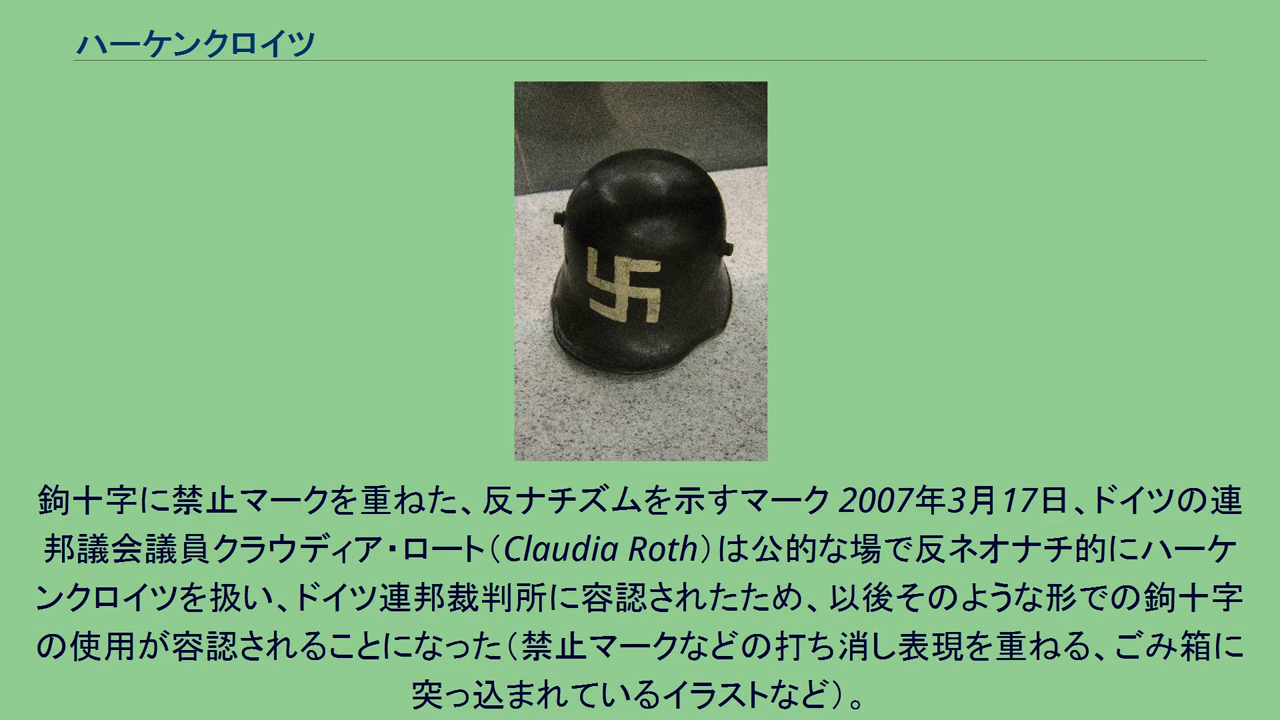 ハーケンクロイツ
鉤十字に禁止マークを重ねた、反ナチズムを示すマーク 2007年3月17日、ドイツの連
邦議会議員クラウディア・ロート（Claudia Roth）は公的な場で反ネオナチ的にハーケ
ンクロイツを扱い、ドイツ連邦裁判所に容認されたため、以後そのような形での鉤十字
の使用が容認されることになった（禁止マークなどの打ち消し表現を重ねる、ごみ箱に
突っ込まれているイラストなど）。